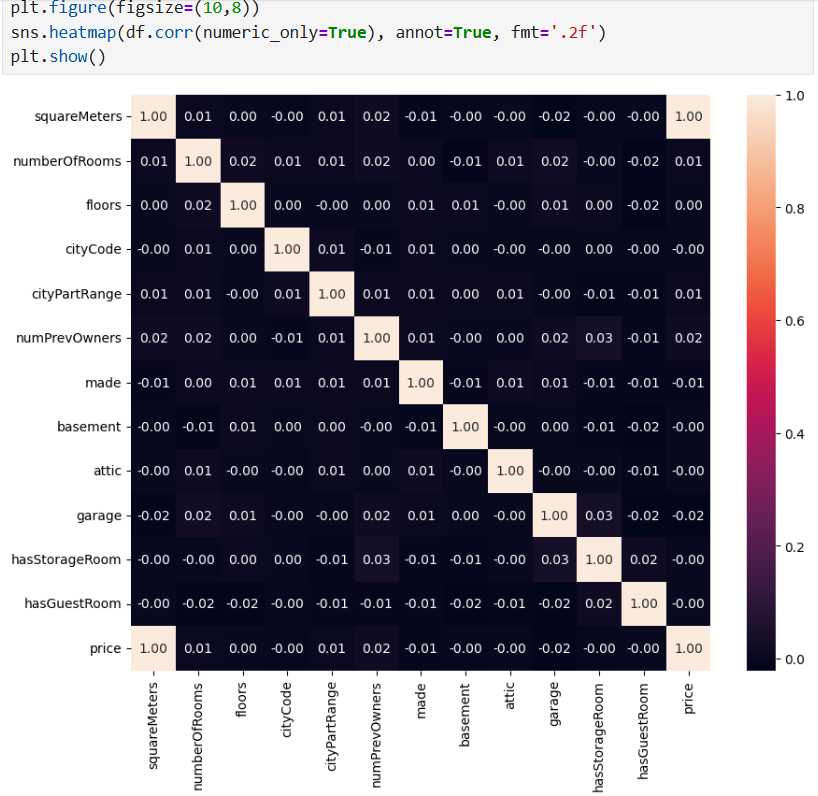 plt.figure(figsize=(10,8))
sns.heatmap(df.corr(numeric_only=True), annot=True, fmt='.2f')
plt.show()
squareMeters 1.00 0.01 0.00 -0.00 0.01 0.02 -0.01 -0.00 -0.00 -0.02 -0.00 -0.00 1.00
numberOfRooms 0.01 1.00 0.02 0.01 0.01 0.02 0.00 -0.01 0.01 0.02 -0.00 -0.02 0.01
floors 0.00 0.02 1.00 0.00 -0.00 0.00 0.01 0.01 -0.00 0.01 0.00 -0.02 0.00
cityCode -0.00 0.01 0.00 1.00 0.01 -0.01 0.01 0.00 -0.00 -0.00 0.00 -0.00 -0.00
cityPartRange 0.01 0.01 -0.00 0.01 1.00 0.01 0.01 0.00 0.01 -0.00 -0.01 -0.01 0.01
numPrevOwners 0.02 0.02 0.00 -0.01 0.01 1.00 0.01 -0.00 0.00 0.02 0.03 -0.01 0.02
made -0.01 0.00 0.01 0.01 0.01 0.01 1.00 -0.01 0.01 0.01 -0.01 -0.01 -0.01
basement -0.00 -0.01 0.01 0.00 0.00 -0.00 -0.01 1.00 -0.00 0.00 -0.01 -0.02 -0.00
attic -0.00 0.01 -0.00 -0.00 0.01 0.00 0.01 -0.00 1.00 -0.00 -0.00 -0.01 -0.00
garage -0.02 0.02 0.01 -0.00 -0.00 0.02 0.01 0.00 -0.00 1.00 0.03 -0.02 -0.02
hasStorageRoom -0.00 -0.00 0.00 0.00 -0.01 0.03 -0.01 -0.01 -0.00 0.03 1.00 0.02 -0.00
hasGuestRoom -0.00 -0.02 -0.02 -0.00 -0.01 -0.01 -0.01 -0.02 -0.01 -0.02 0.02 1.00 -0.00
price 1.00 0.01 0.00 -0.00 0.01 0.02 -0.01 -0.00 -0.00 -0.02 -0.00 -0.00 1.00
squareMeters
numberOfRooms
floors
cityCode
cityPartRange
numPrevOwners
made
basement
attic
garage
hasStorageRoom
hasGuestRoom
price
1.0
0.8
0.6
0.4
0.2
0.0